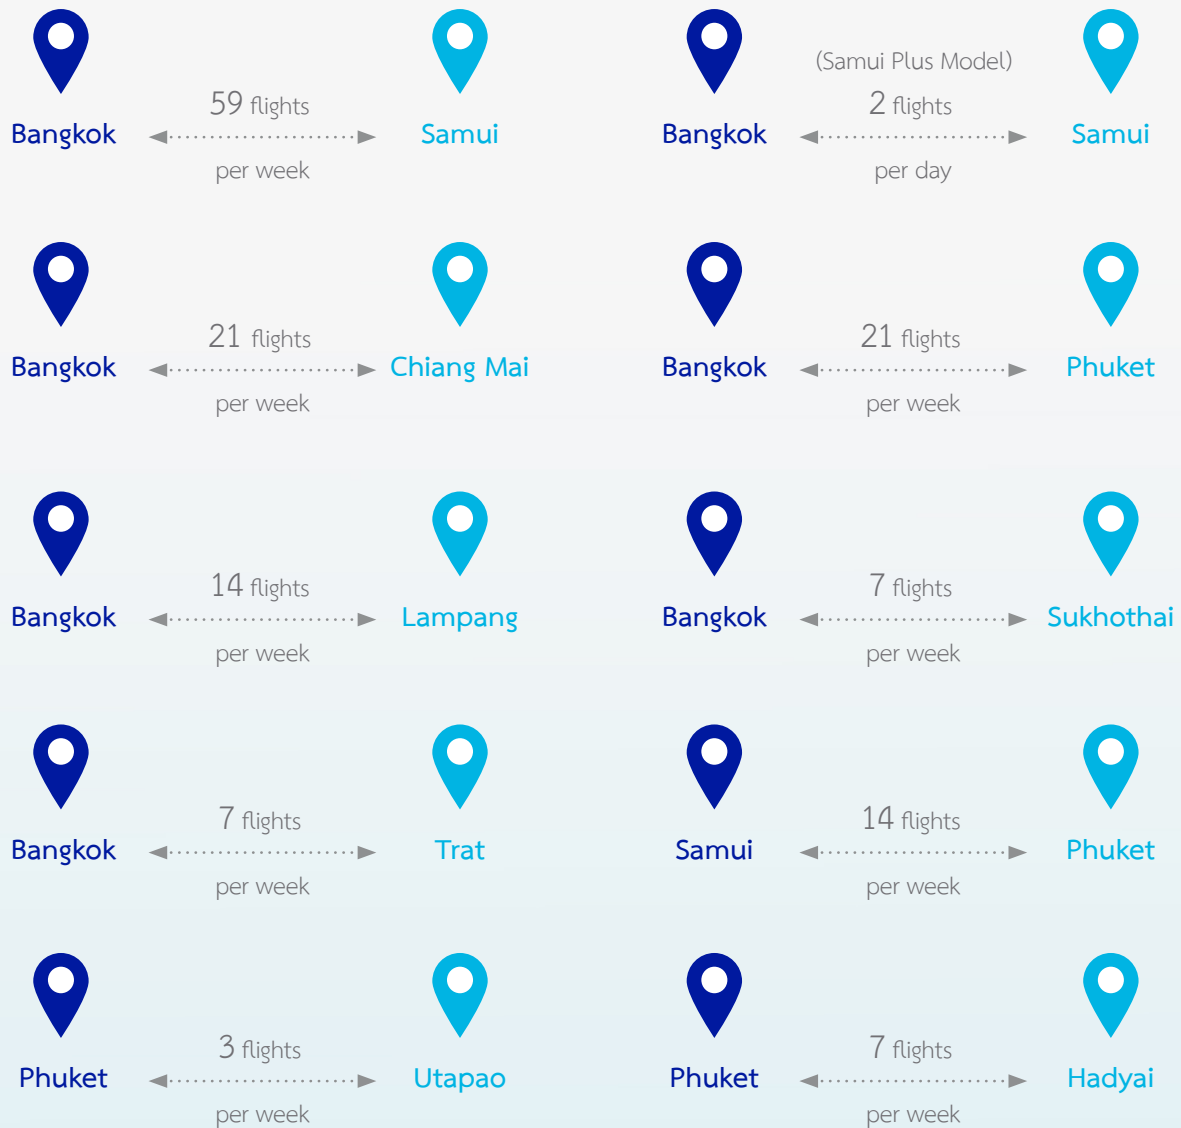 59 flights
Bangkok
Samui
per week
(Samui Plus Model)
2 flights
Bangkok
Samui
per day
21 flights
Bangkok
Chiang Mai
per week
21 flights
Bangkok
Phuket
per week
14 flights
Bangkok
Lampang
per week
7 flights
Bangkok
Sukhothai
per week
7 flights
Bangkok
Trat
per week
14 flights
Samui
Phuket
per week
3 flights
Phuket
Utapao
per week
7 flights
Phuket
Hadyai
per week